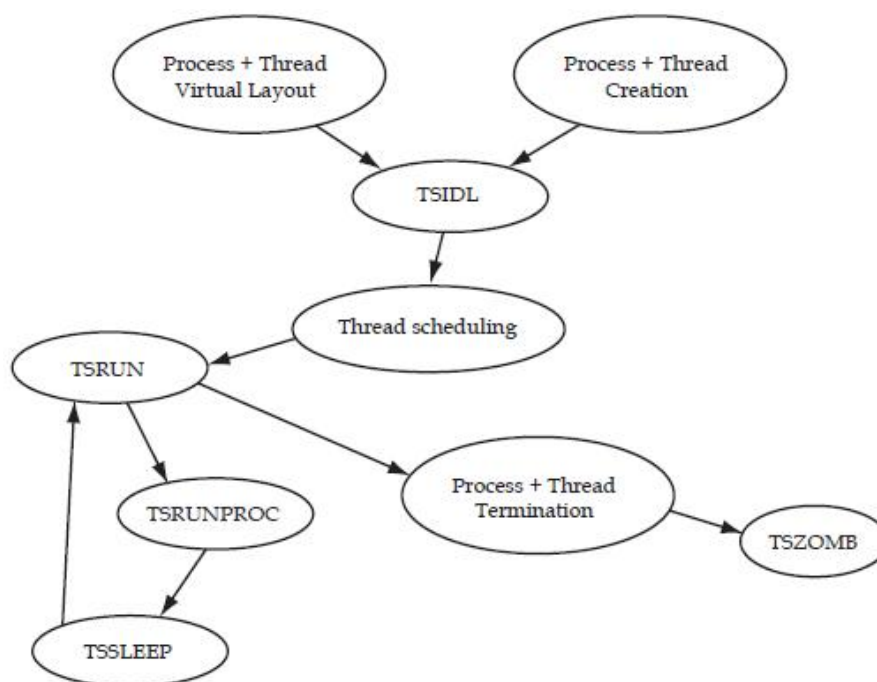 Process + Thread
Virtual Layout
Process + Thread
Creation
TSIDL
Thread scheduling
TSRUN
TSRUNPROC
Process + Thread
Termination
TSZOMB
TSSLEEP